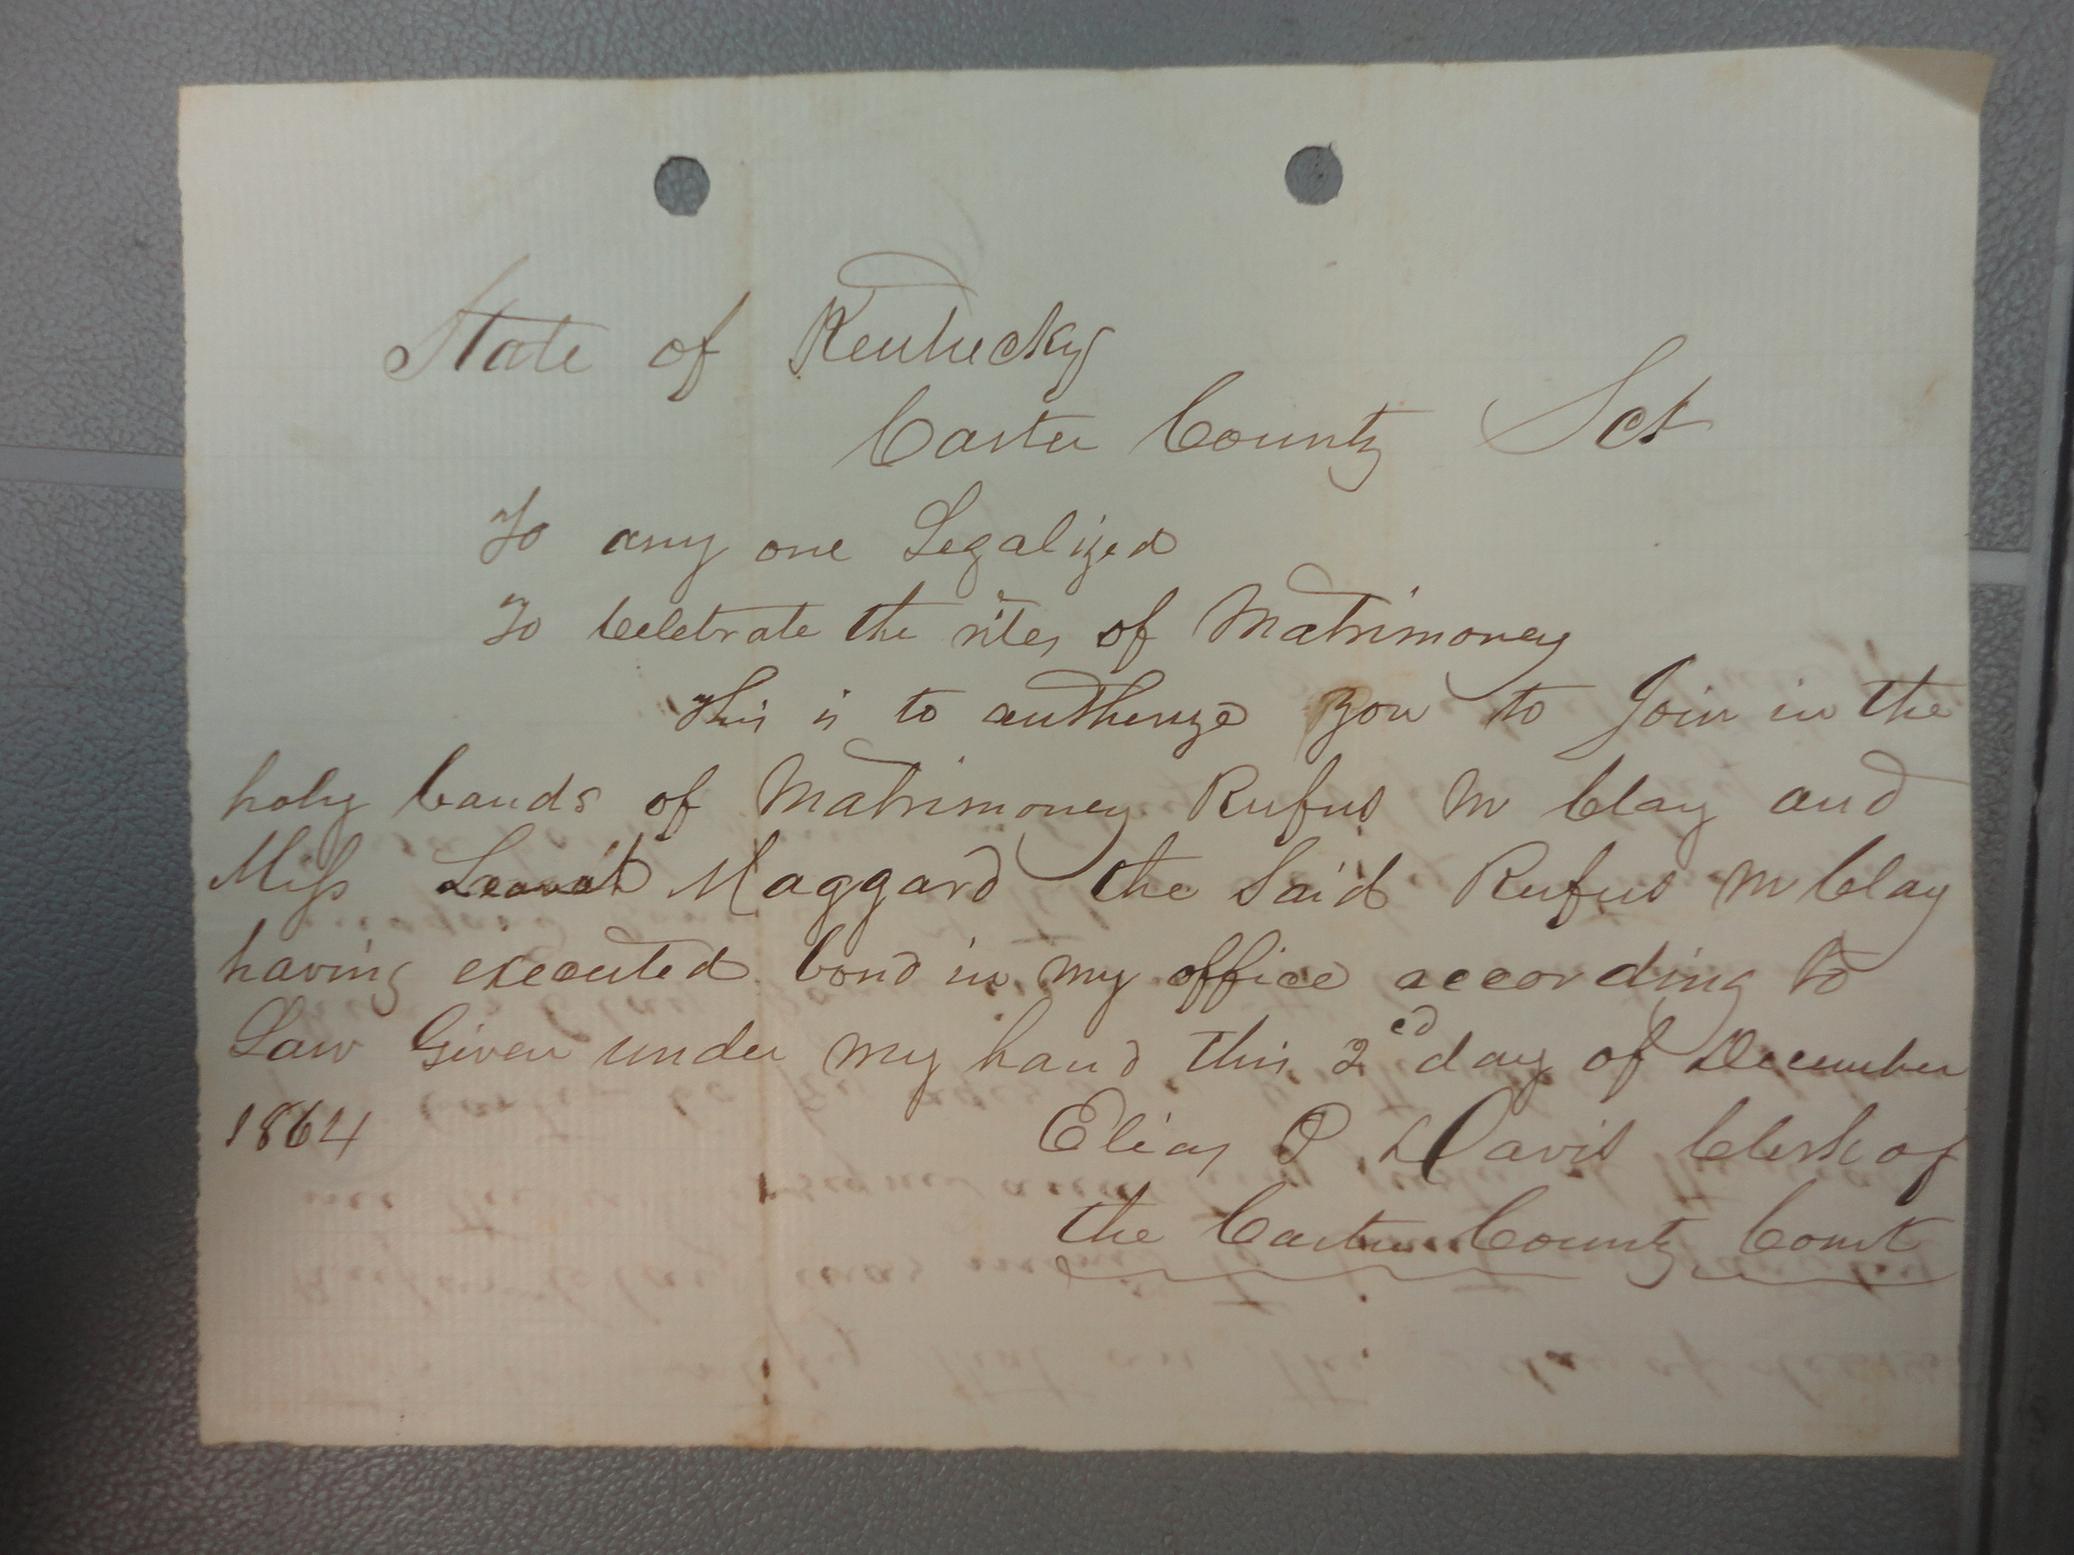 State of Kentucky
Carter County Sct
To any one Legalized
To Celebrate the rites of Matrimoney
This is to autherize you to Join in the
holy bands of Matrimoney Rufus M Clay and
Miss Maggard the Said Rufus M Clay
having executed bond in my office according to
Law Given under my hand this 2ed day of December
1864
Elias P Davis Clerk of
the Carter County Court